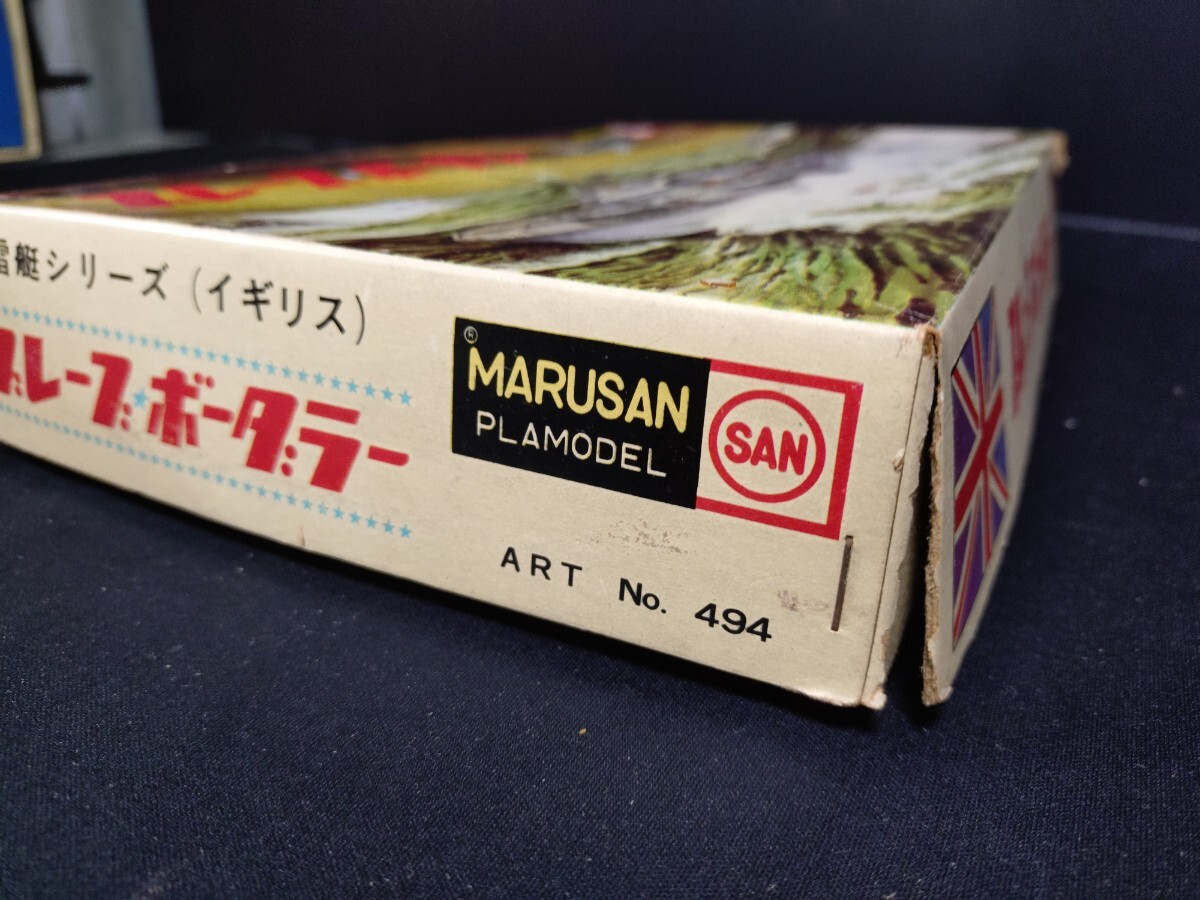 雷艇シリーズ (イギリス)
ブレーブ★ボーダラー
®
MARUSAN
PLAMODEL
SAN
ART No. 494